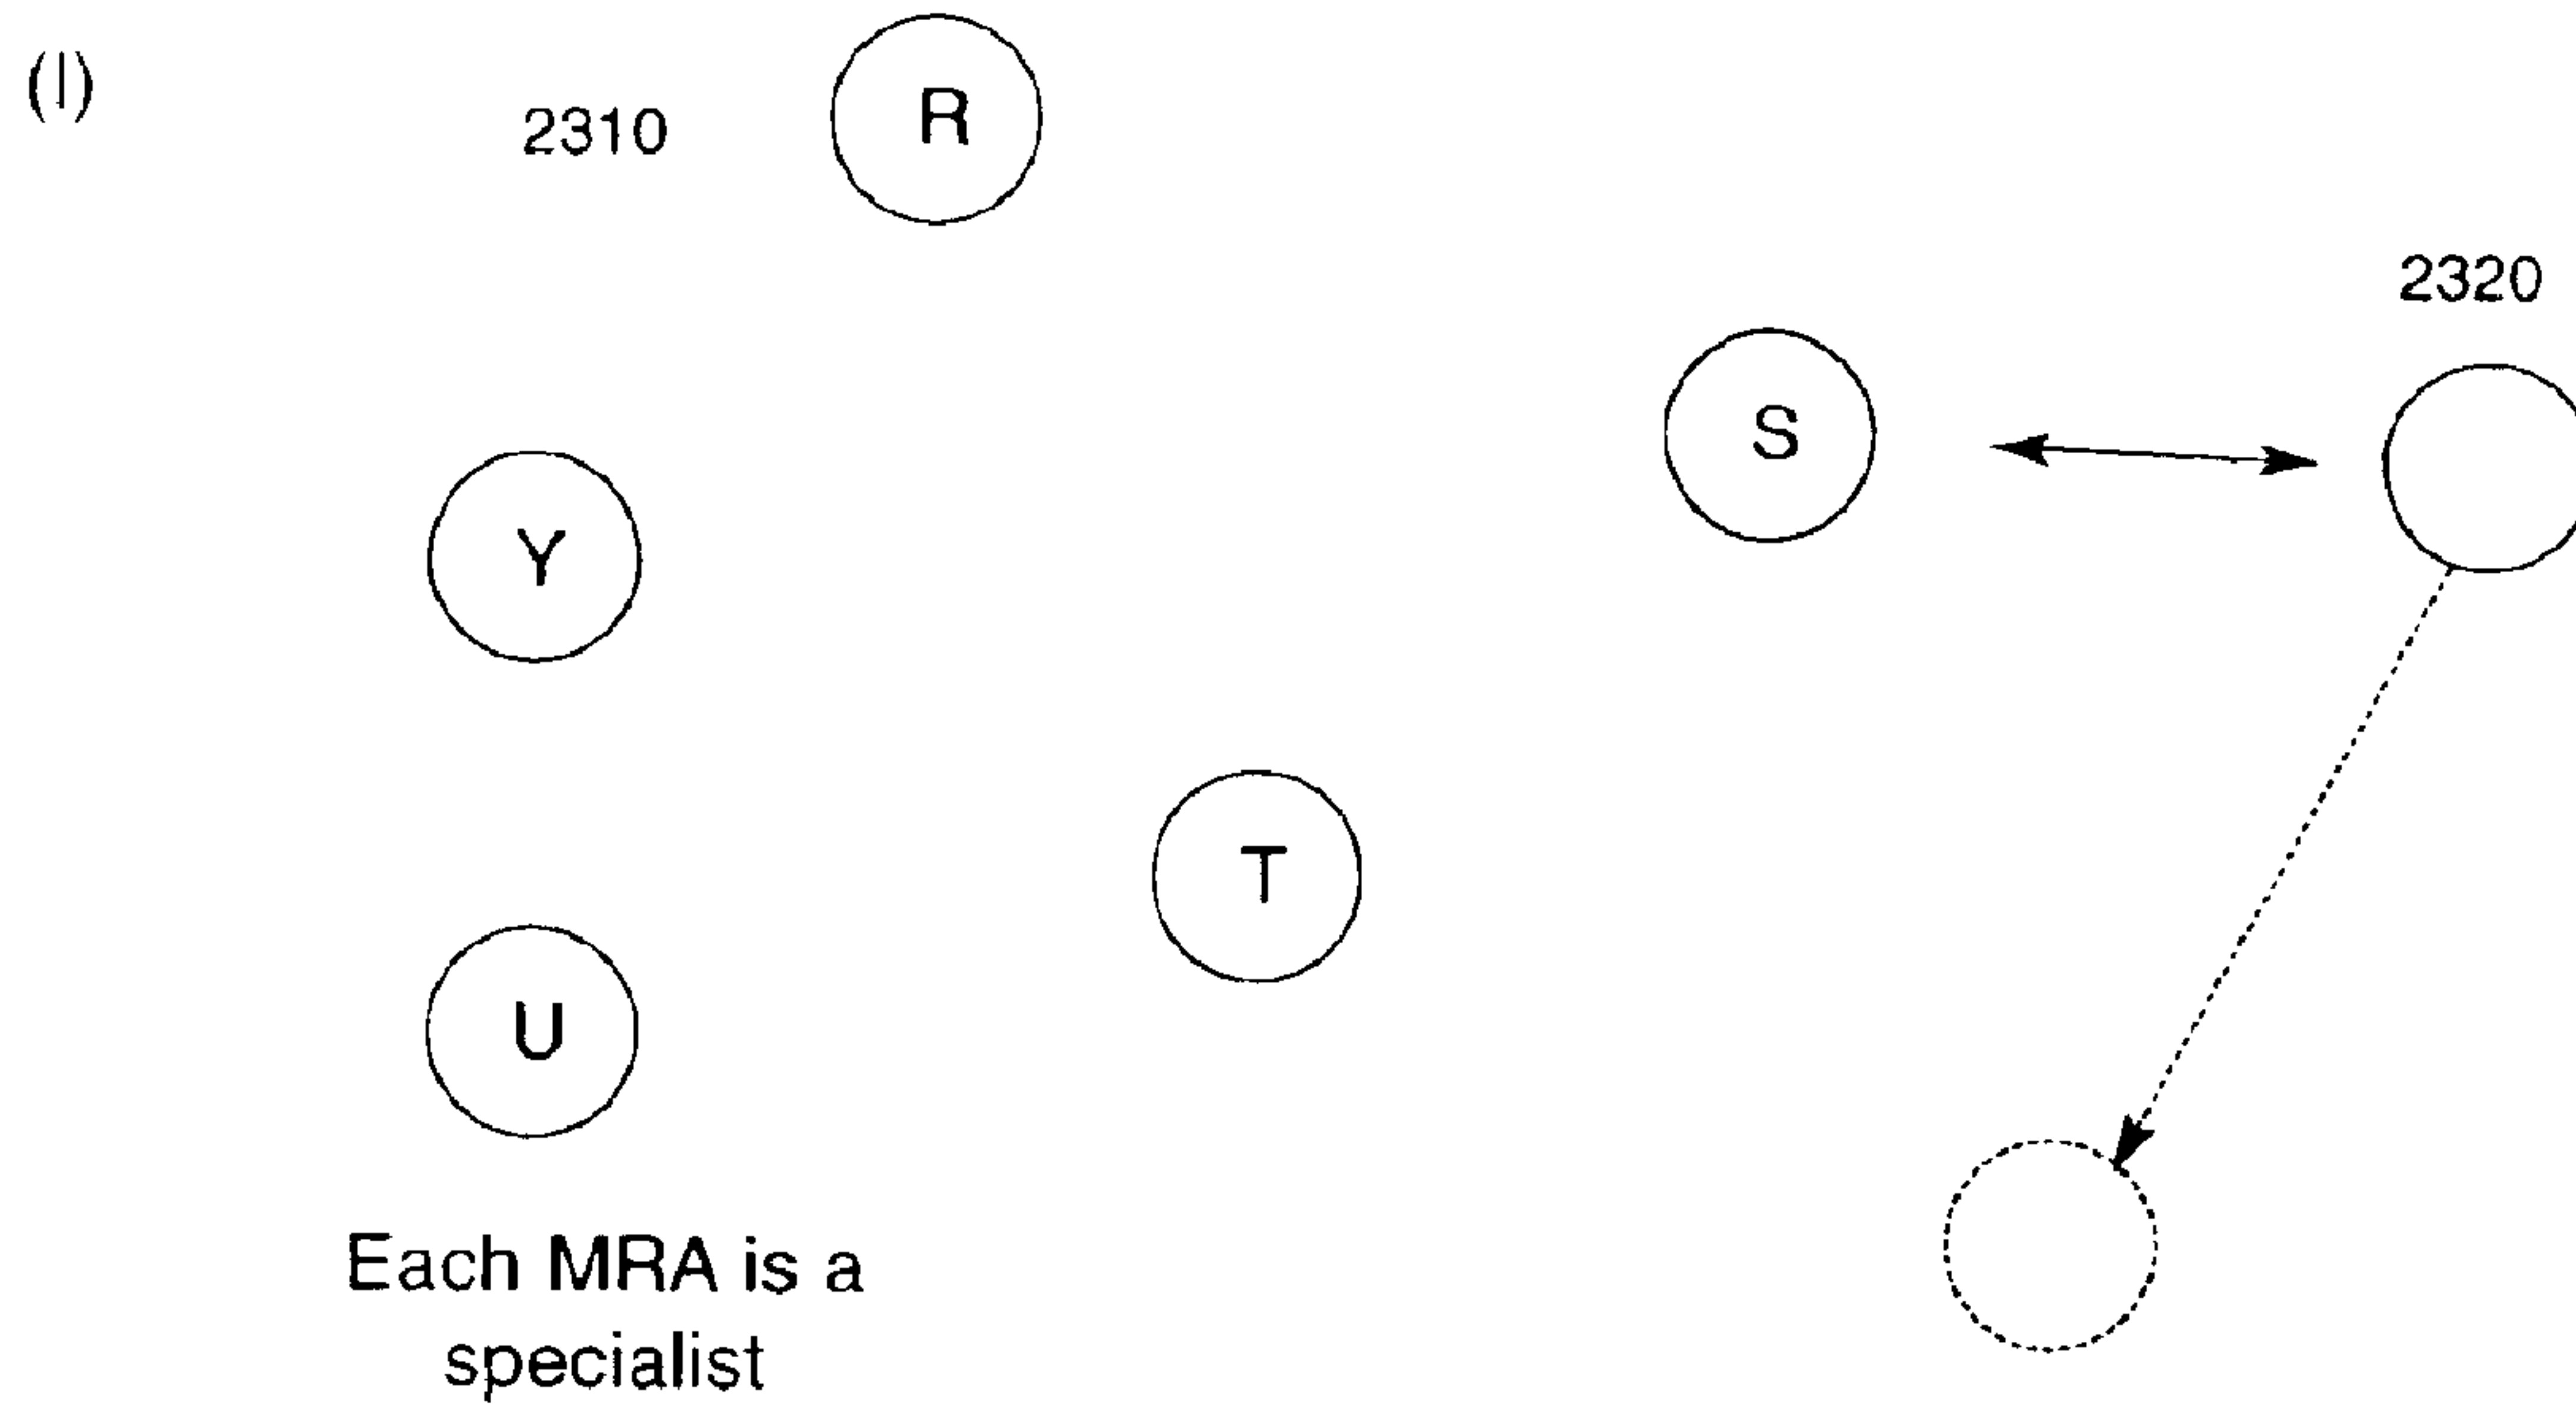 (I)
2310
R
2320
S
Y
T
U
Each MRA is a
specialist